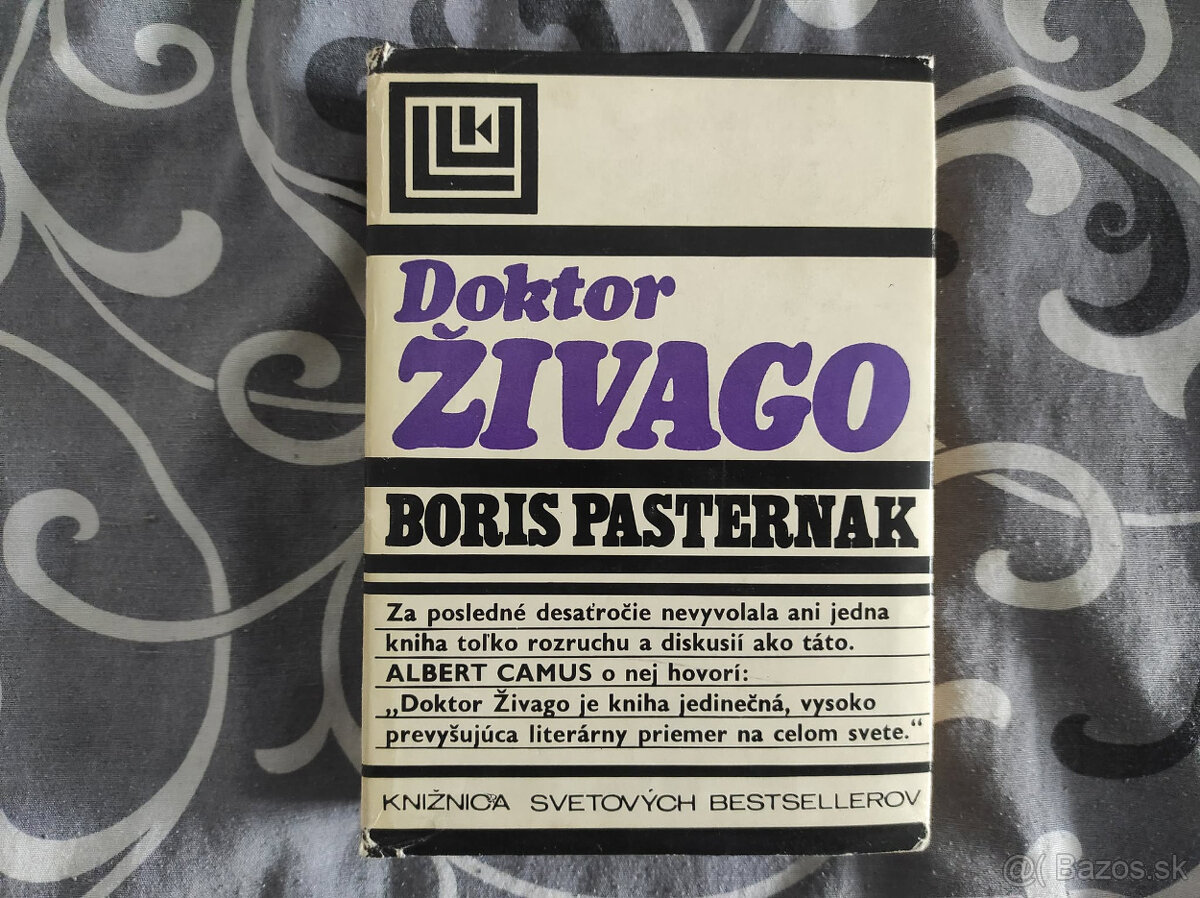 Doktor
ŽIVAGO
BORIS PASTERNAK
Za posledné desaťročie nevyvolala ani jedna
kniha toľko rozruchu a diskusií ako táto.
ALBERT CAMUS o nej hovorí:
„Doktor Živago je kniha jedinečná, vysoko
prevyšujúca literárny priemer na celom svete.“
KNIŽNICA SVETOVÝCH BESTSELLEROV
@( Bazos.sk